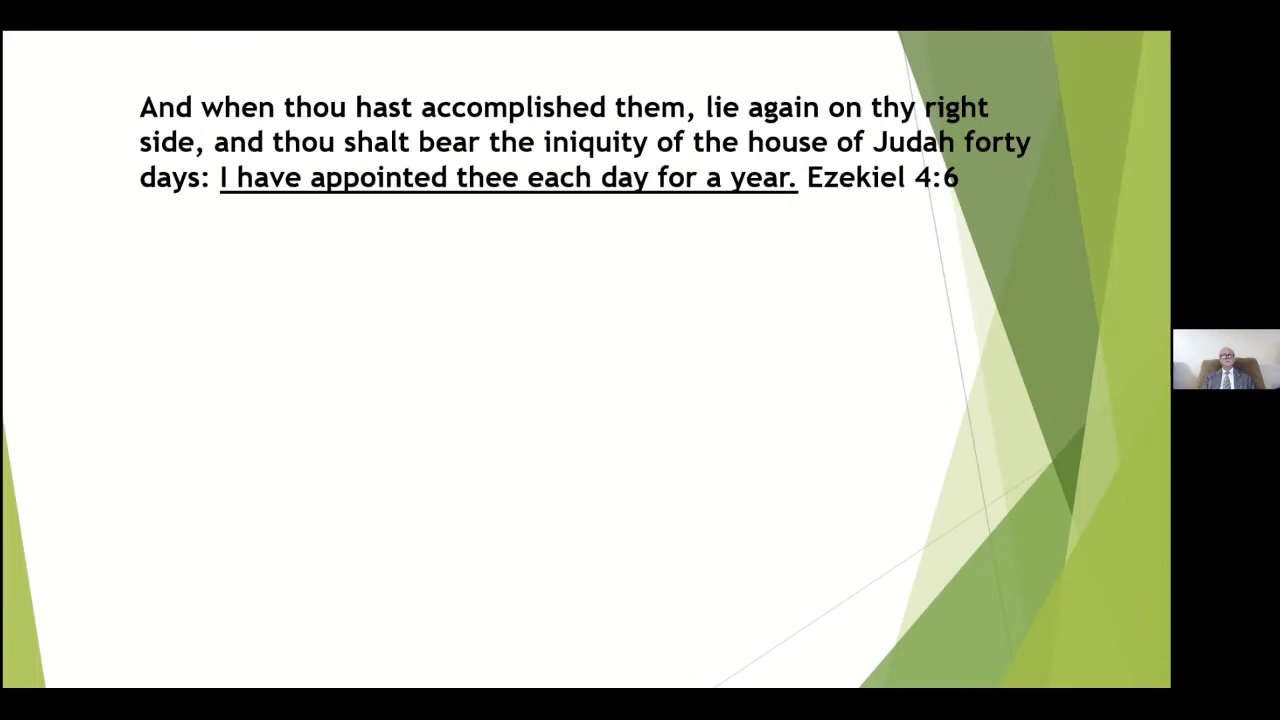 And when thou hast accomplished them, lie again on thy right
side, and thou shalt bear the iniquity of the house of Judah forty
days: I have appointed thee each day for a year. Ezekiel 4:6